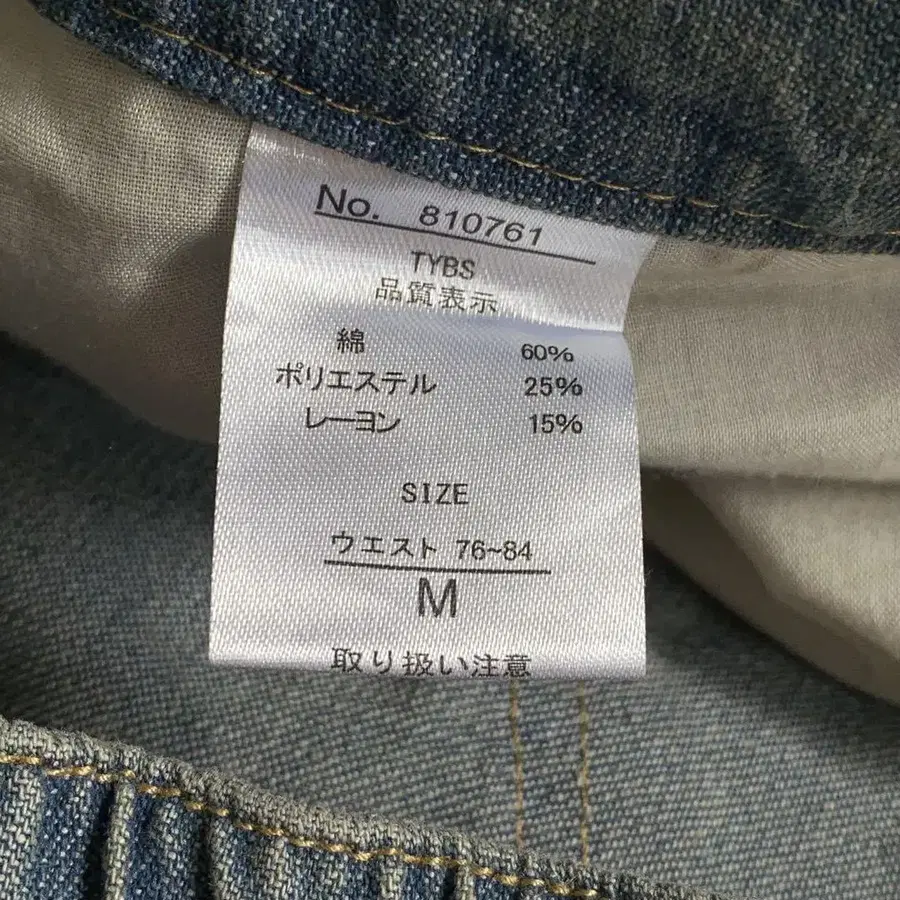 No. 810761
TYBS
品質表示
綿 60%
ポリエステル 25%
レーヨン 15%
SIZE
ウエスト 76~84
M
取り扱い注意